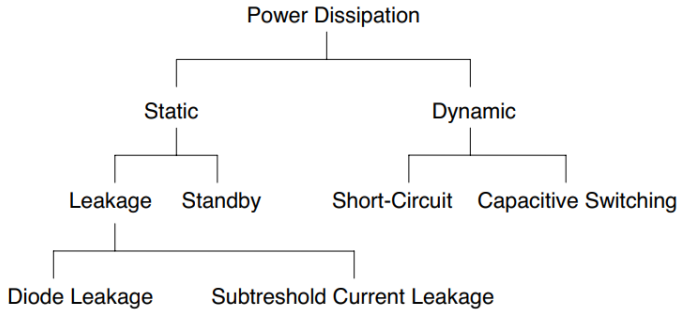 Power Dissipation
Static Dynamic
Leakage Standby Short-Circuit Capacitive Switching
Diode Leakage Subtreshold Current Leakage